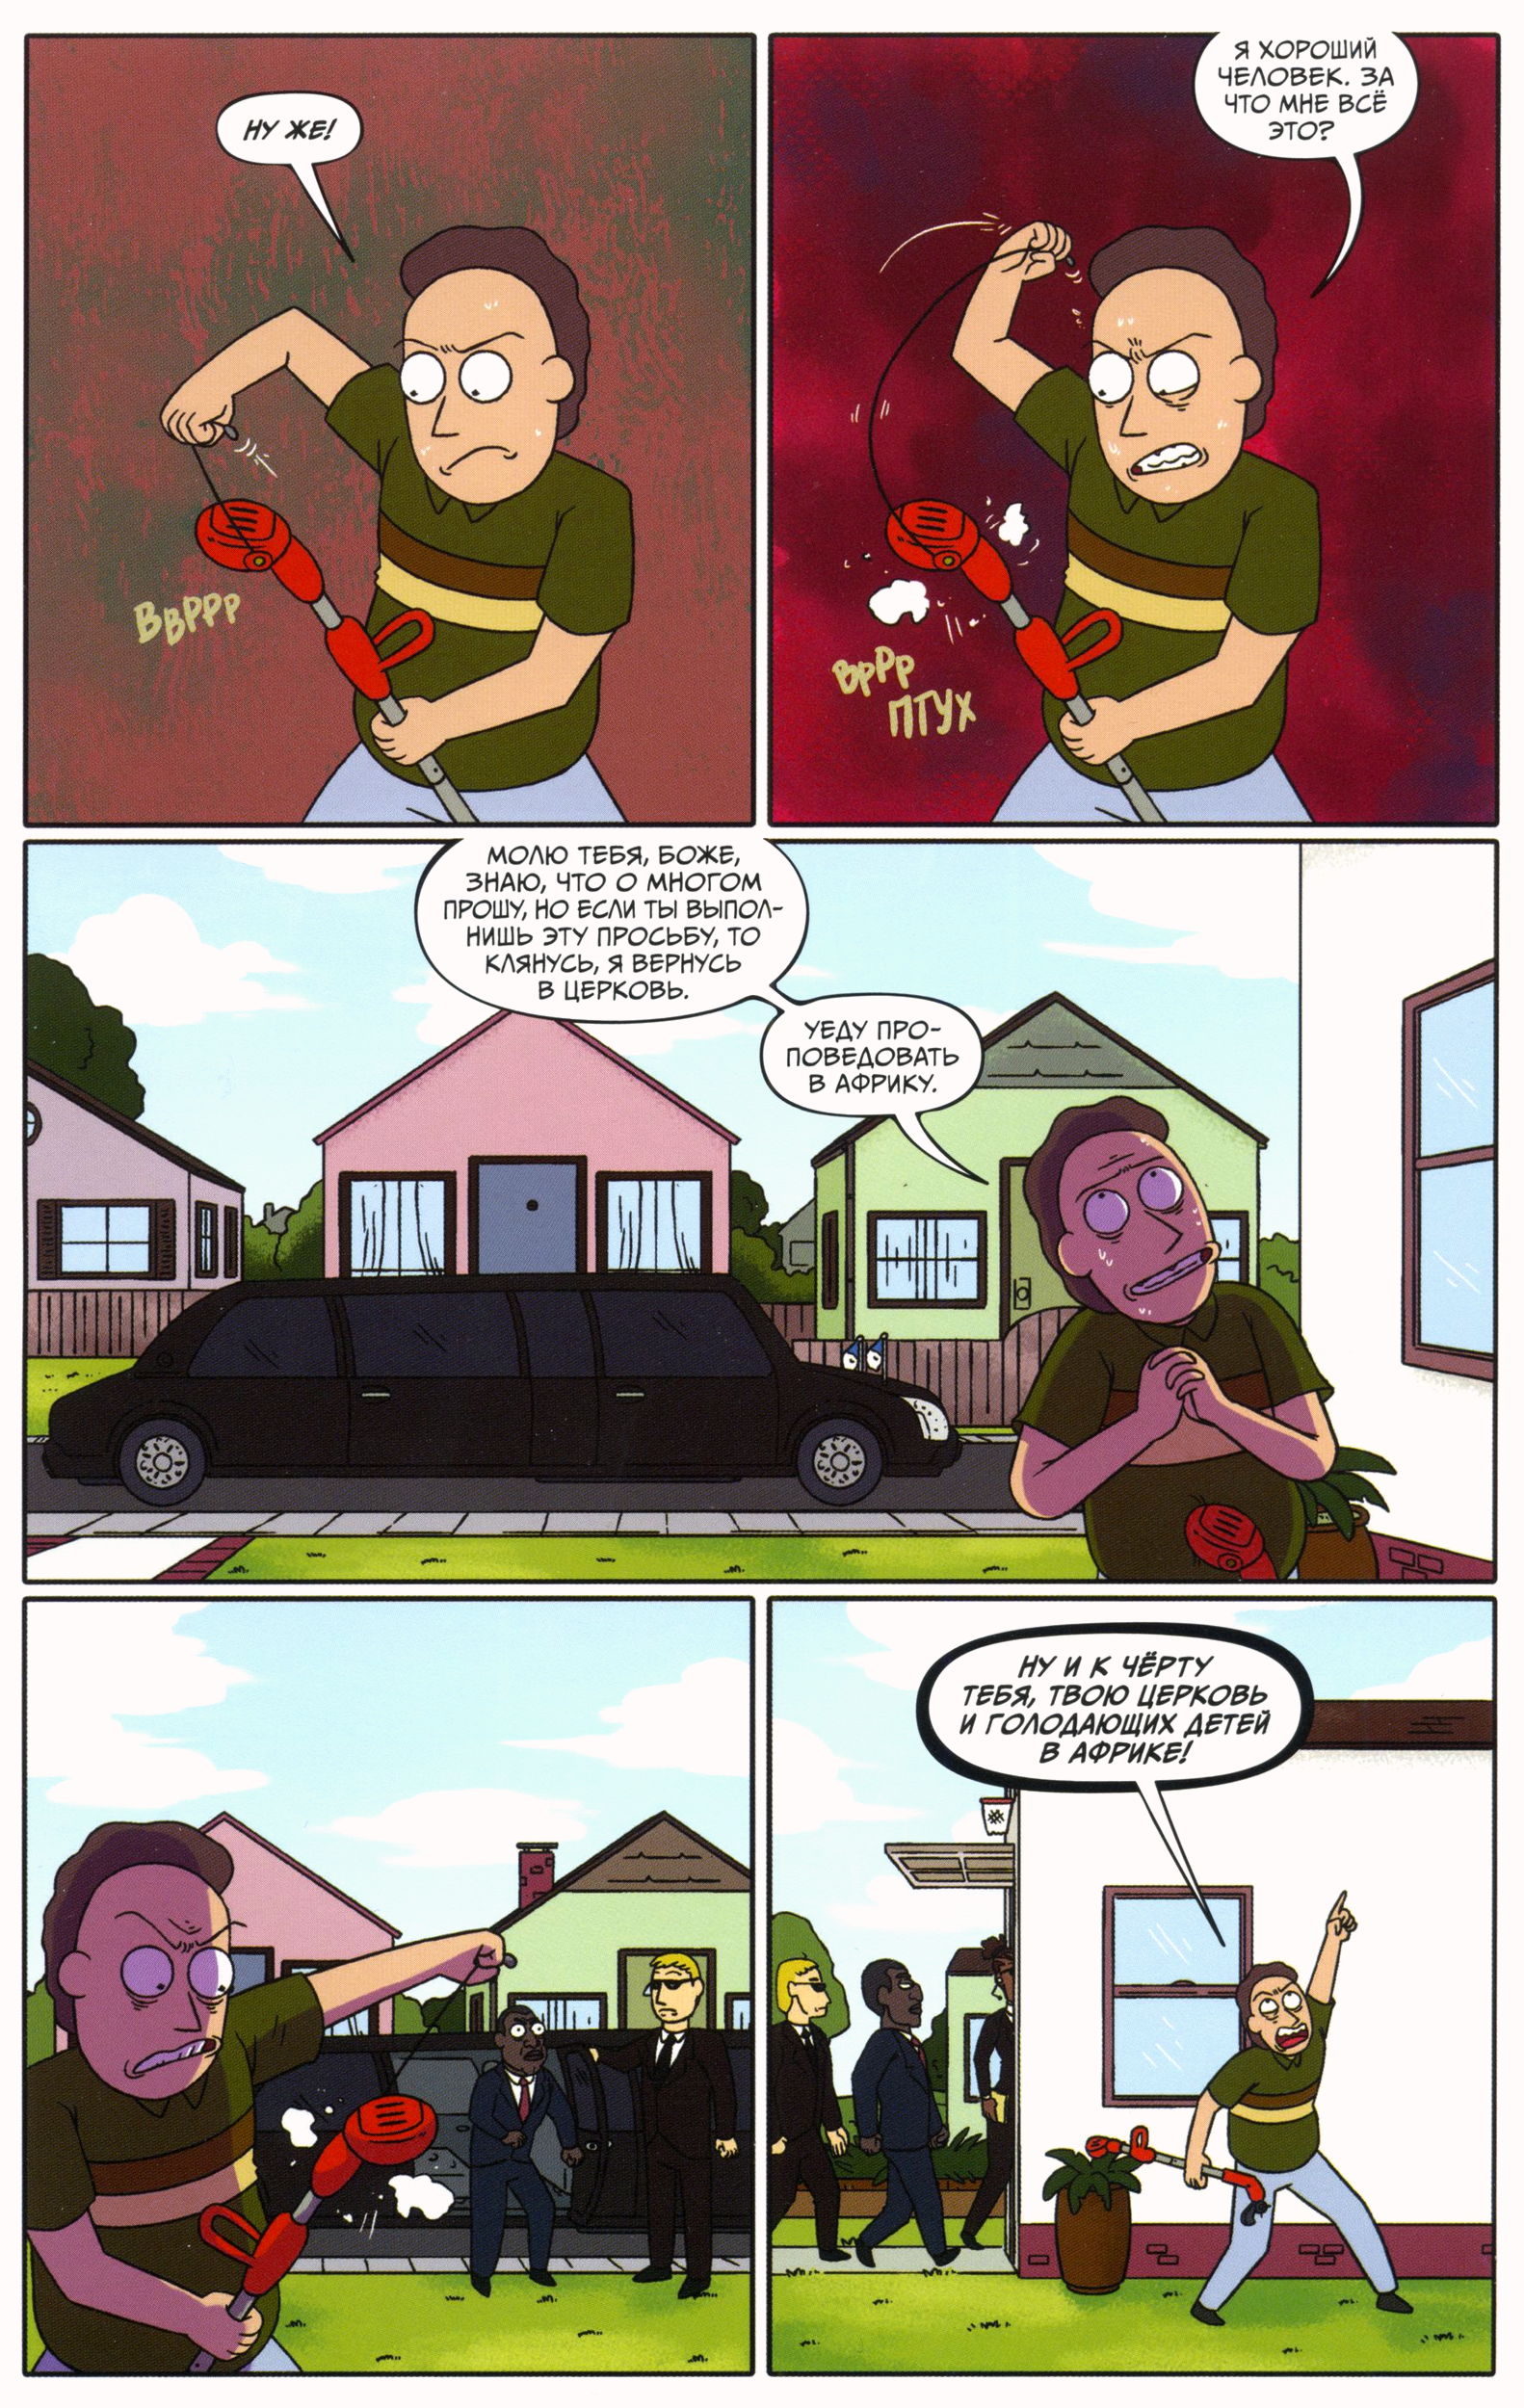 НУ ЖЕ!
ВВРРР
Я ХОРОШИЙ
ЧЕЛОВЕК. ЗА
ЧТО МНЕ ВСЁ
ЭТО?
ВРРР
ПТУХ
МОЛЮ ТЕБЯ, БОЖЕ,
ЗНАЮ, ЧТО О МНОГОМ
ПРОШУ, НО ЕСЛИ ТЫ ВЫПОЛ-
НИШЬ ЭТУ ПРОСЬБУ, ТО
КЛЯНУСЬ, Я ВЕРНУСЬ
В ЦЕРКОВЬ.
УЕДУ ПРО-
ПОВЕДОВАТЬ
В АФРИКУ.
НУ И К ЧЁРТУ
ТЕБЯ, ТВОЮ ЦЕРКОВЬ
И ГОЛОДАЮЩИХ ДЕТЕЙ
В АФРИКЕ!